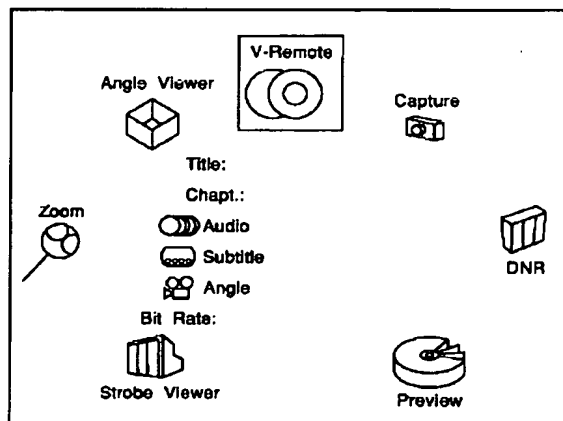 V-Remote
Angle Viewer
Capture
Title:
Chapt.:
Zoom
Audio
Subtitle
DNR
Angle
Bit Rate:
Strobe Viewer
Preview